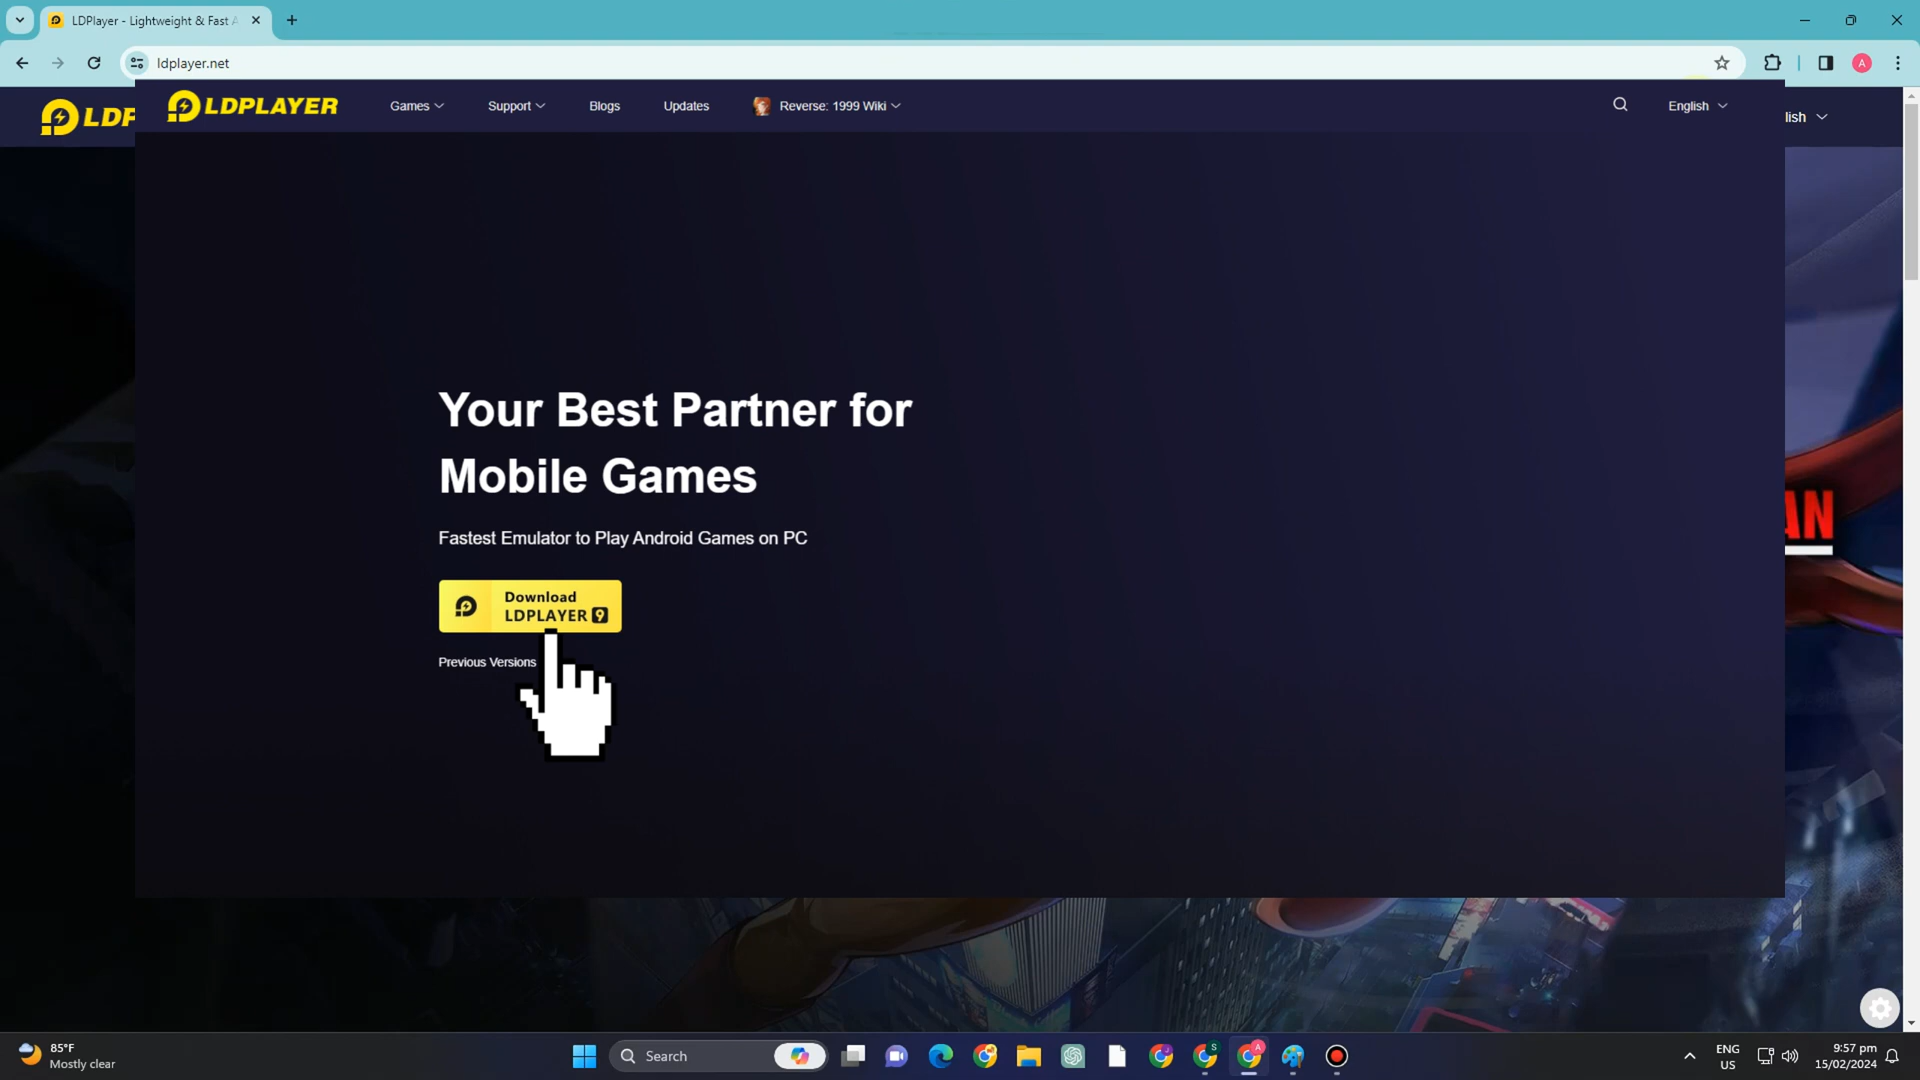 LDPlayer - Lightweight & Fast A
ldplayer.net
LDP
LDPLAYER
Games
Support
Blogs
Updates
Reverse: 1999 Wiki
English
lish
Your Best Partner for
Mobile Games
Fastest Emulator to Play Android Games on PC
Download
LDPLAYER 9
Previous Versions
AN
85°F
Mostly clear
Search
ENG
US
9:57 pm
15/02/2024
A
J
S
A